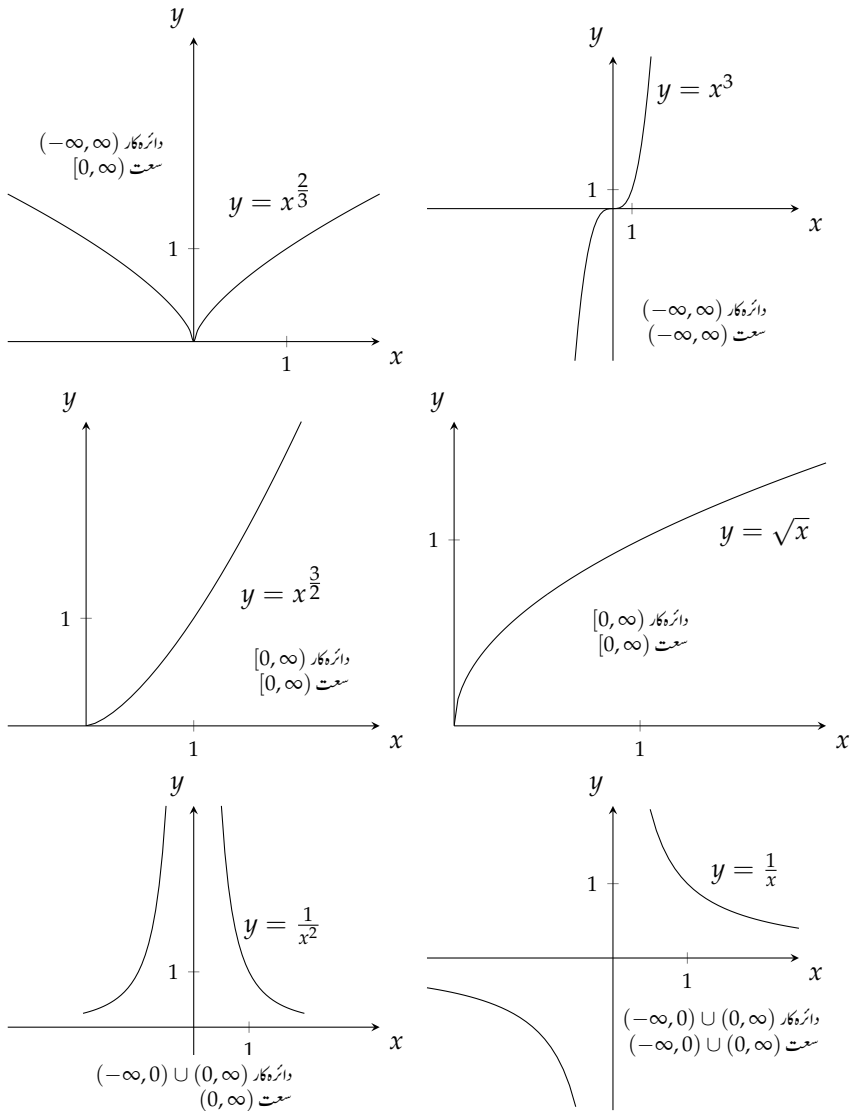 y
دائرہ کار (−∞, ∞)
سعت [0, ∞)
y = x^{2/3}
1
1
x
y
y = x^3
1
1
x
دائرہ کار (−∞, ∞)
سعت (−∞, ∞)
y
y = x^{3/2}
1
دائرہ کار [0, ∞)
سعت [0, ∞)
1
x
y
1
y = √x
دائرہ کار [0, ∞)
سعت [0, ∞)
1
x
y
y = 1/x^2
1
1
x
دائرہ کار (−∞, 0) ∪ (0, ∞)
سعت (0, ∞)
y
y = 1/x
1
1
x
دائرہ کار (−∞, 0) ∪ (0, ∞)
سعت (−∞, 0) ∪ (0, ∞)